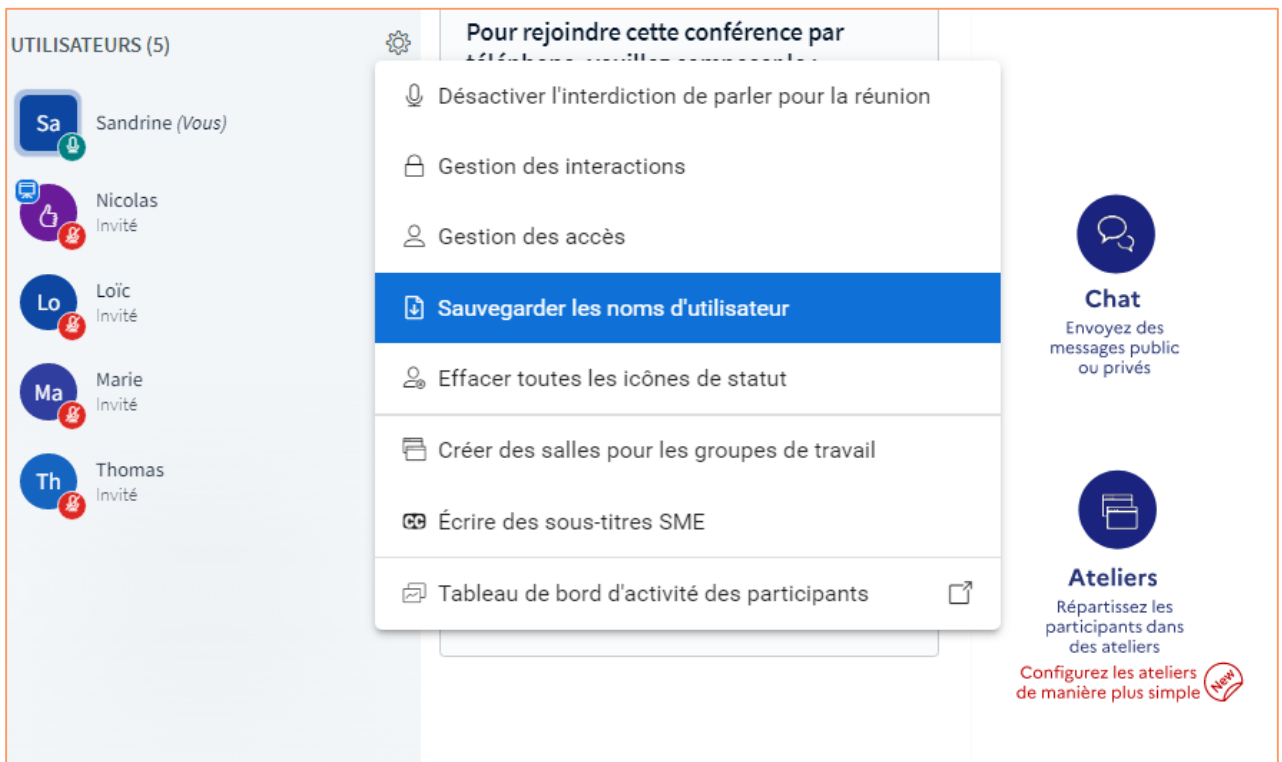 UTILISATEURS (5)
Sa
Sandrine (Vous)
Nicolas
Invité
Lo
Loïc
Invité
Ma
Marie
Invité
Th
Thomas
Invité
Pour rejoindre cette conférence par
téléphone, veuillez composer le :
Désactiver l'interdiction de parler pour la réunion
Gestion des interactions
Gestion des accès
Sauvegarder les noms d'utilisateur
Effacer toutes les icônes de statut
Créer des salles pour les groupes de travail
CC
Écrire des sous-titres SME
Tableau de bord d'activité des participants
Chat
Envoyez des
messages public
ou privés
Ateliers
Répartissez les
participants dans
des ateliers
Configurez les ateliers
de manière plus simple
New